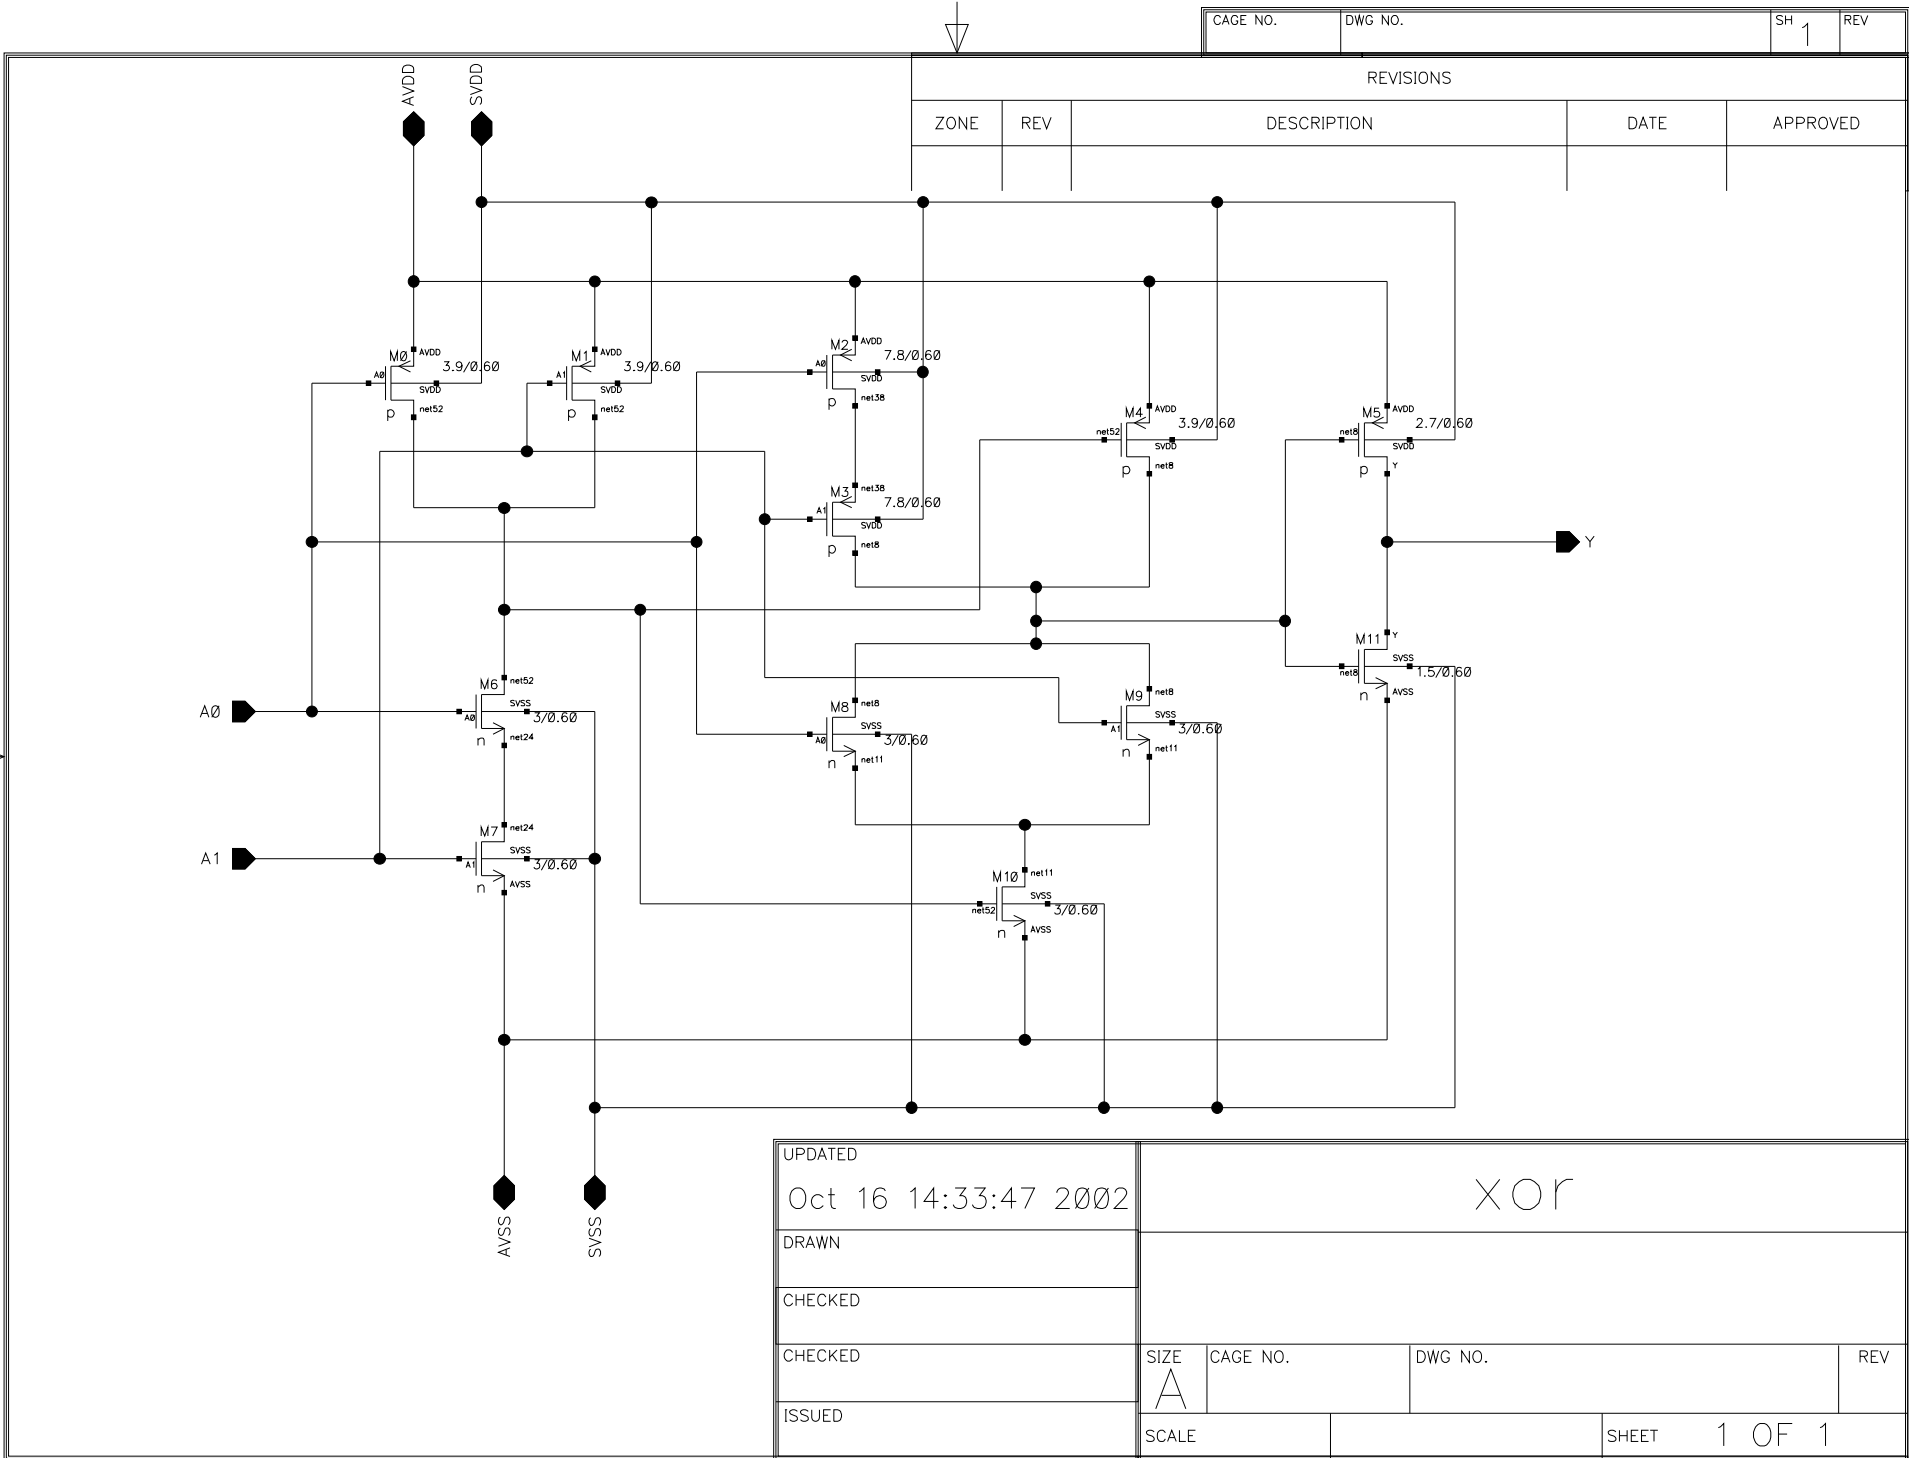 CAGE NO. DWG NO. SH 1 REV
REVISIONS
ZONE REV DESCRIPTION DATE APPROVED
AVDD SVDD
M0 AVDD 3.9/0.60 A0 SVDD net52 p
M1 AVDD 3.9/0.60 A1 SVDD net52 p
M2 AVDD 7.8/0.60 A0 SVDD net38 p
M3 net38 7.8/0.60 A1 SVDD net8 p
M4 AVDD 3.9/0.60 net52 SVDD net8 p
M5 AVDD 2.7/0.60 net8 SVDD Y p
Y
M6 net52 SVSS 3/0.60 A0 net24 n
M8 net8 SVSS 3/0.60 A0 net11 n
M9 net8 SVSS 3/0.60 A1 net11 n
M11 Y SVSS 1.5/0.60 net8 AVSS n
A0
M7 net24 SVSS 3/0.60 A1 AVSS n
A1
M10 net11 SVSS 3/0.60 net52 AVSS n
AVSS SVSS
UPDATED
Oct 16 14:33:47 2002
xor
DRAWN
CHECKED
CHECKED
SIZE A CAGE NO. DWG NO. REV
ISSUED
SCALE SHEET 1 OF 1